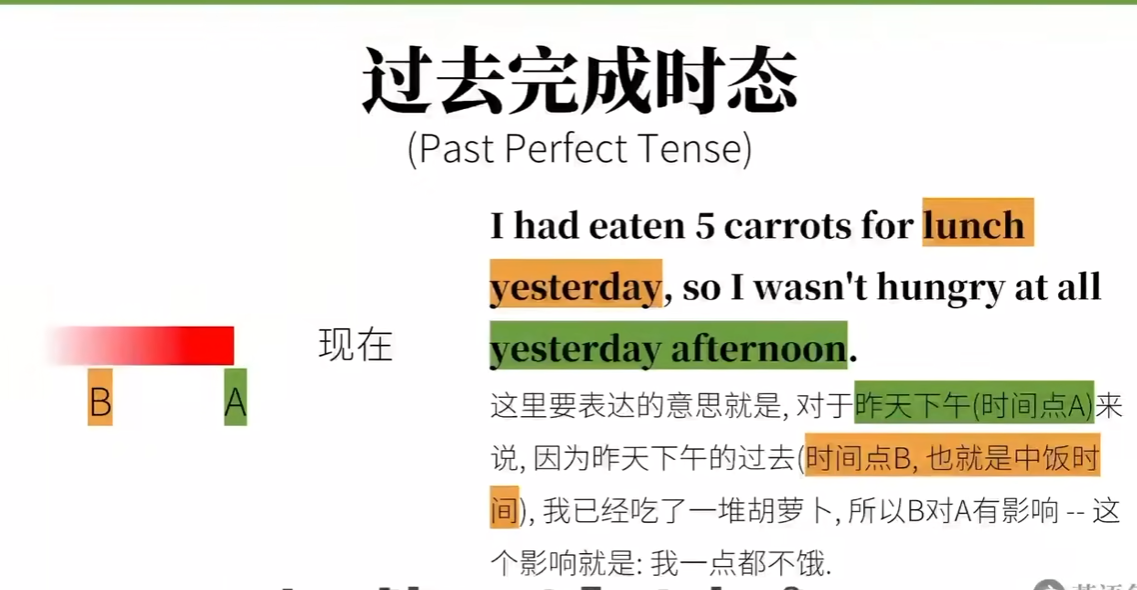 过去完成时态
(Past Perfect Tense)
I had eaten 5 carrots for lunch
yesterday, so I wasn't hungry at all
yesterday afternoon.
现在
B
A
这里要表达的意思就是, 对于昨天下午(时间点A)来
说, 因为昨天下午的过去(时间点B, 也就是中饭时
间), 我已经吃了一堆胡萝卜, 所以B对A有影响 -- 这
个影响就是: 我一点都不饿.